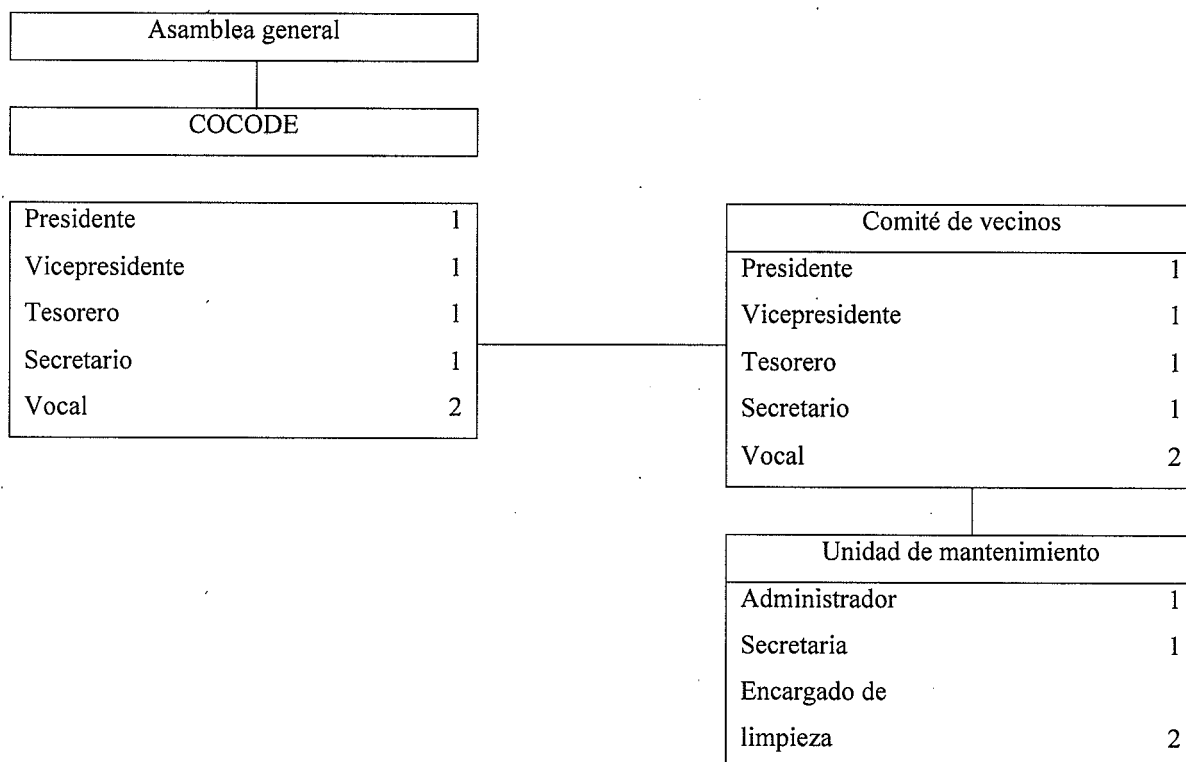 Asamblea general
COCODE
Presidente 1
Vicepresidente 1
Tesorero 1
Secretario 1
Vocal 2
Comité de vecinos
Presidente 1
Vicepresidente 1
Tesorero 1
Secretario 1
Vocal 2
Unidad de mantenimiento
Administrador 1
Secretaria 1
Encargado de
limpieza 2